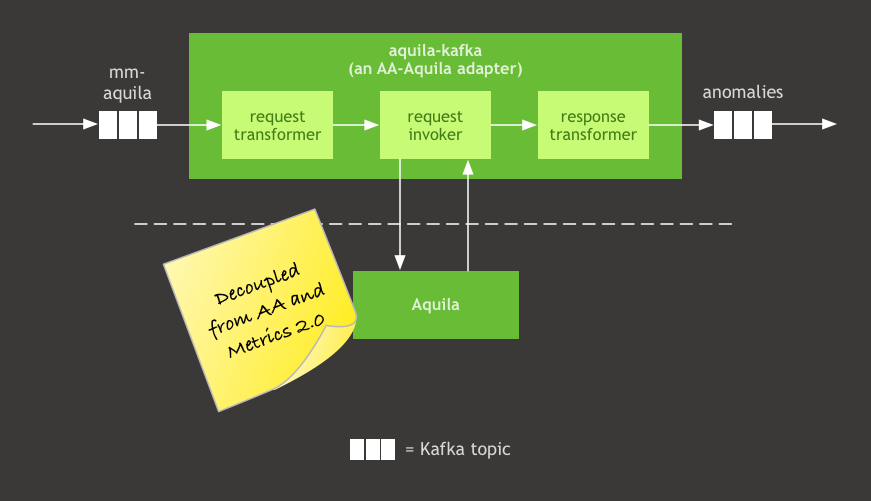 aquila-kafka
(an AA-Aquila adapter)
mm-
aquila
request
transformer
request
invoker
response
transformer
anomalies
Decoupled
from AA and
Metrics 2.0
Aquila
= Kafka topic